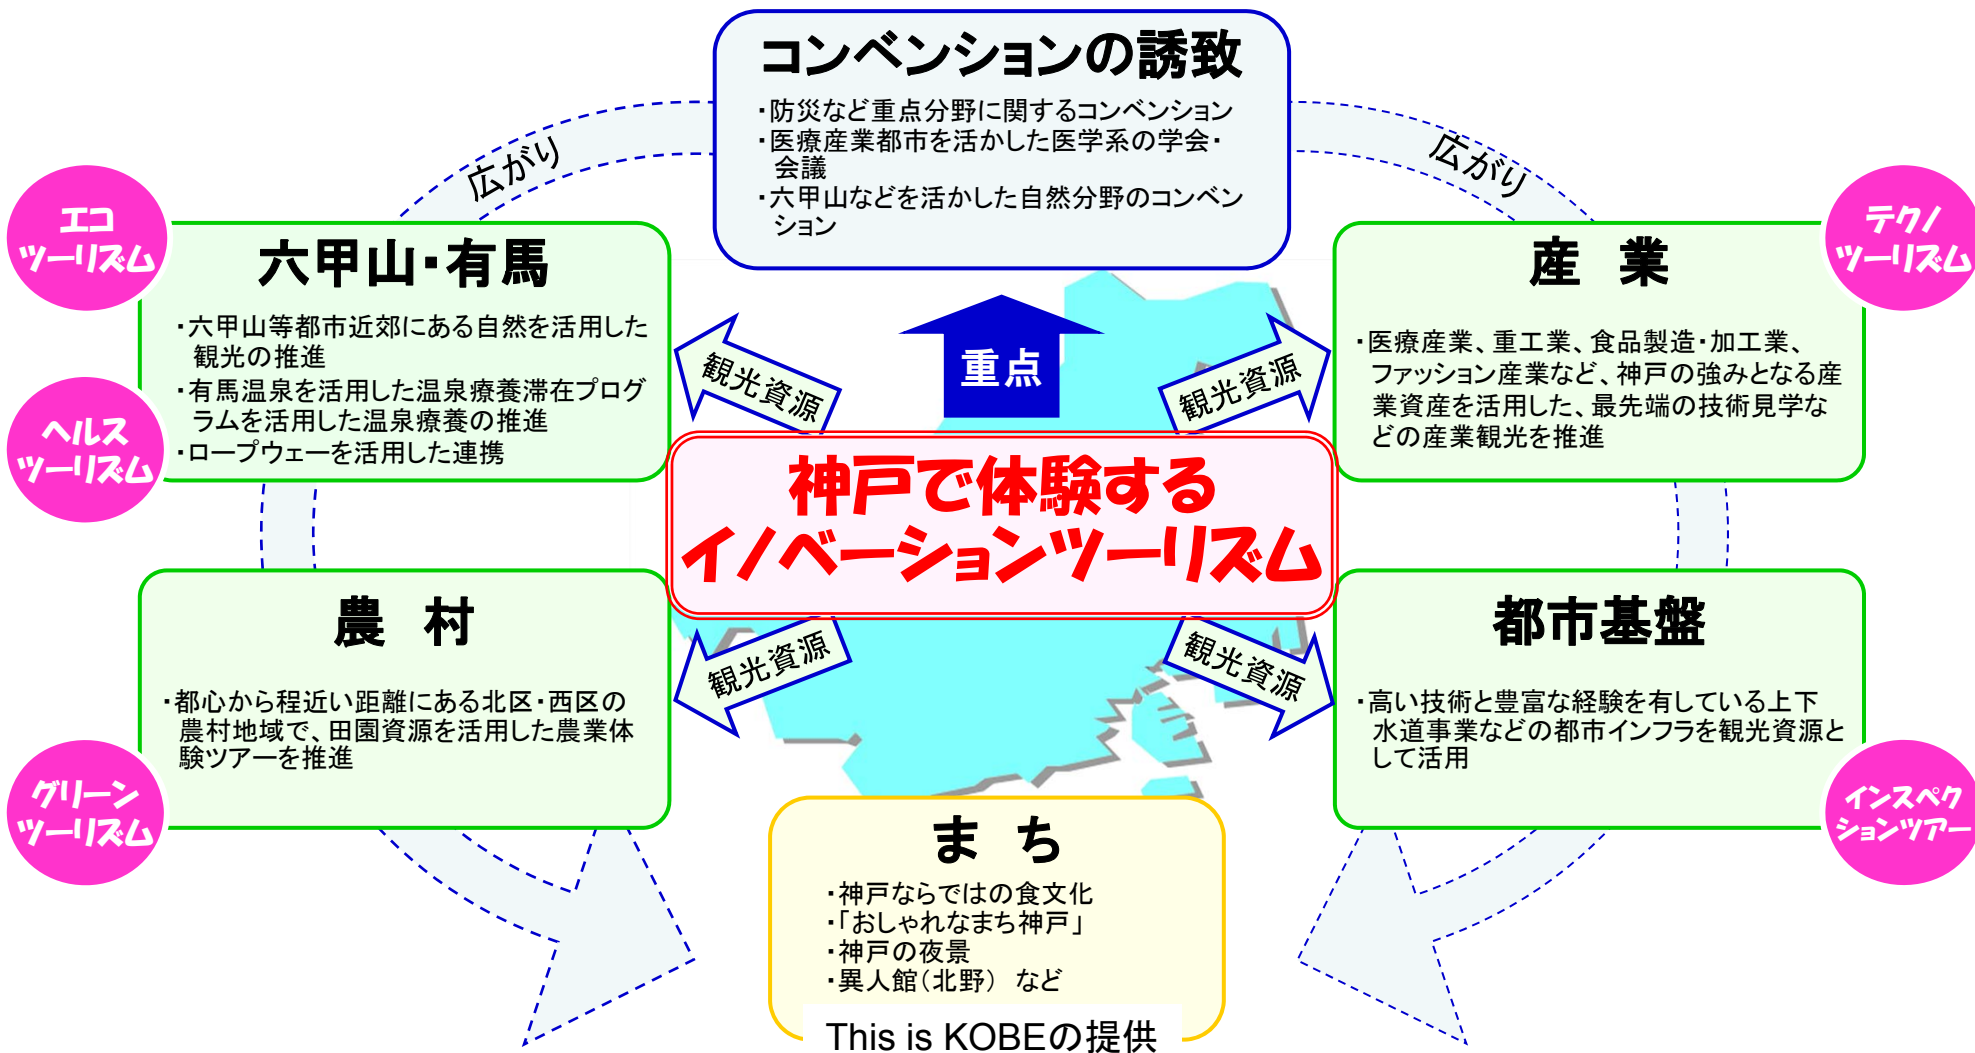 コンベンションの誘致
・防災など重点分野に関するコンベンション
・医療産業都市を活かした医学系の学会・
会議
・六甲山などを活かした自然分野のコンベン
ション
広がり
広がり
エコ
ツーリズム
ヘルス
ツーリズム
六甲山・有馬
・六甲山等都市近郊にある自然を活用した
観光の推進
・有馬温泉を活用した温泉療養滞在プログ
ラムを活用した温泉療養の推進
・ロープウェーを活用した連携
テクノ
ツーリズム
産　業
・医療産業、重工業、食品製造・加工業、
ファッション産業など、神戸の強みとなる産
業資産を活用した、最先端の技術見学な
どの産業観光を推進
観光資源
重点
観光資源
神戸で体験する
イノベーションツーリズム
観光資源
観光資源
農　村
・都心から程近い距離にある北区・西区の
農村地域で、田園資源を活用した農業体
験ツアーを推進
グリーン
ツーリズム
都市基盤
・高い技術と豊富な経験を有している上下
水道事業などの都市インフラを観光資源と
して活用
インスペク
ションツアー
ま　ち
・神戸ならではの食文化
・「おしゃれなまち神戸」
・神戸の夜景
・異人館（北野）　など
This is KOBEの提供